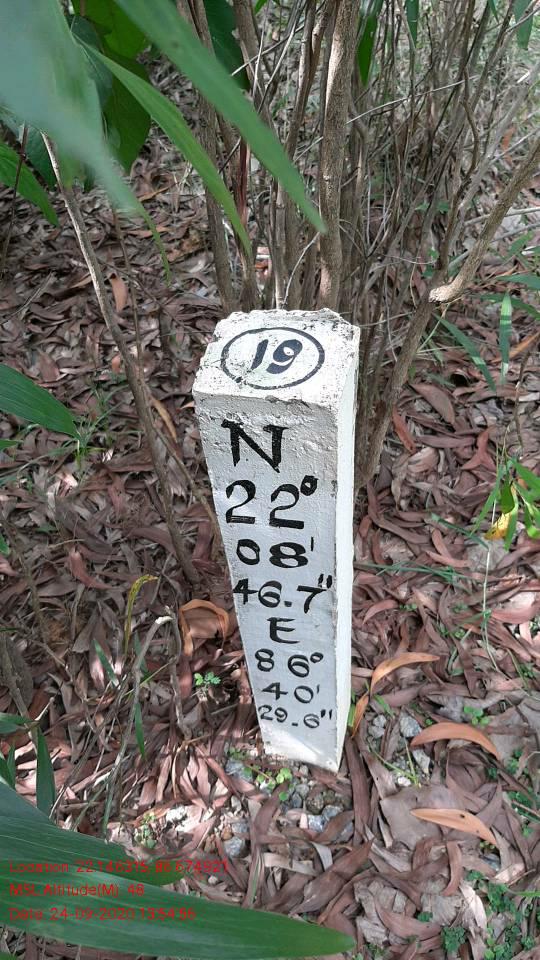 19
N
22°
08'
46.7"
E
86°
40'
29.6"
Location: 22.146315, 86.674921
MSL Altitude(M): 48
Date: 24-09-2020 13:54:56